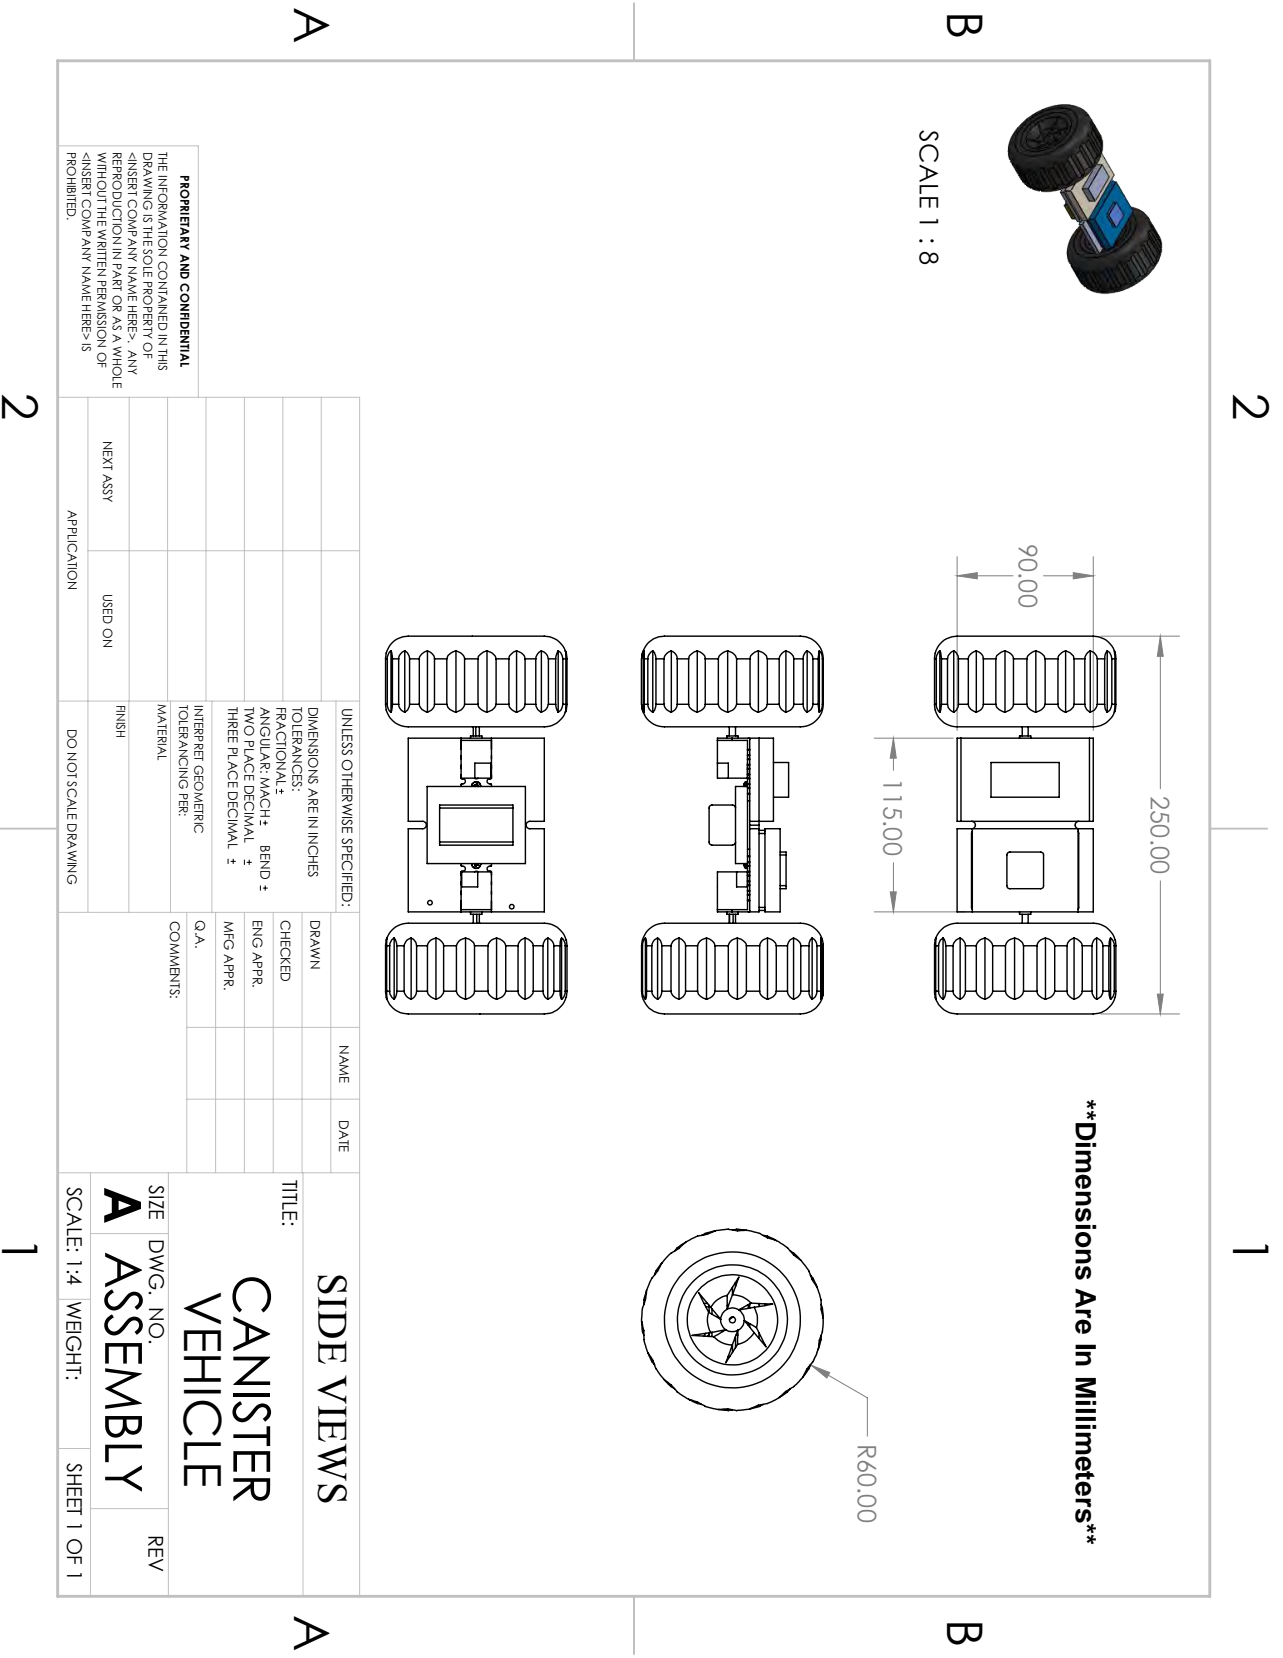 2
1
B
B
A
A
2
1
SCALE 1 : 8
250.00
115.00
90.00
R60.00
**Dimensions Are In Millimeters**
PROPRIETARY AND CONFIDENTIAL
THE INFORMATION CONTAINED IN THIS
DRAWING IS THE SOLE PROPERTY OF
<INSERT COMPANY NAME HERE>. ANY
REPRODUCTION IN PART OR AS A WHOLE
WITHOUT THE WRITTEN PERMISSION OF
<INSERT COMPANY NAME HERE> IS
PROHIBITED.
NEXT ASSY
USED ON
APPLICATION
UNLESS OTHERWISE SPECIFIED:
DIMENSIONS ARE IN INCHES
TOLERANCES:
FRACTIONAL ±
ANGULAR: MACH ± BEND ±
TWO PLACE DECIMAL ±
THREE PLACE DECIMAL ±
INTERPRET GEOMETRIC
TOLERANCING PER:
MATERIAL
FINISH
DO NOT SCALE DRAWING
NAME
DATE
DRAWN
CHECKED
ENG APPR.
MFG APPR.
Q.A.
COMMENTS:
SIDE VIEWS
TITLE:
CANISTER
VEHICLE
SIZE
A
DWG. NO.
ASSEMBLY
REV
SCALE: 1:4
WEIGHT:
SHEET 1 OF 1